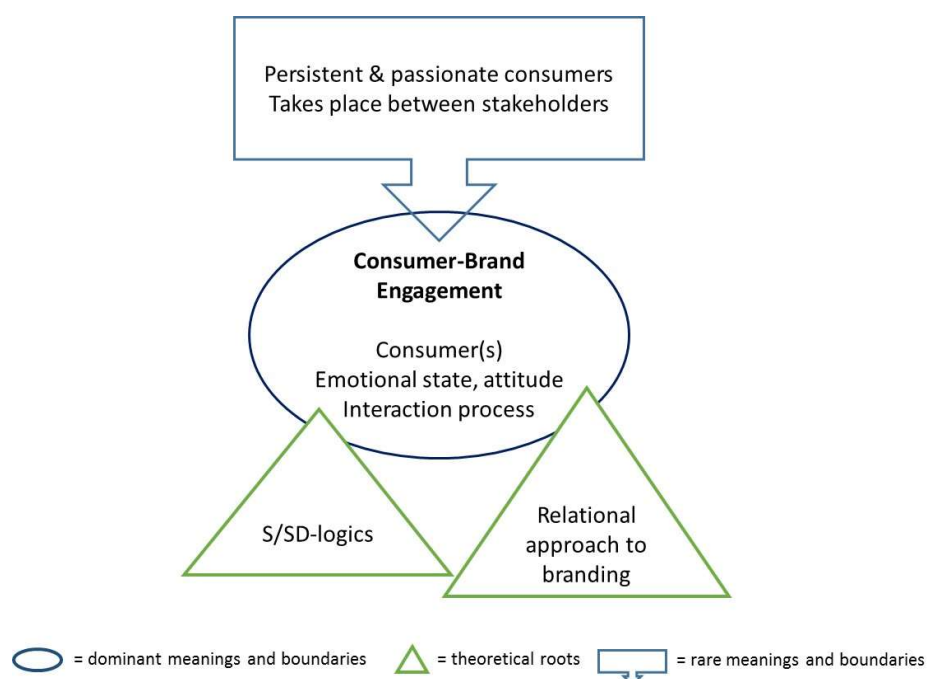 Persistent & passionate consumers
Takes place between stakeholders
Consumer-Brand
Engagement
Consumer(s)
Emotional state, attitude
Interaction process
S/SD-logics
Relational
approach to
branding
= dominant meanings and boundaries
= theoretical roots
= rare meanings and boundaries